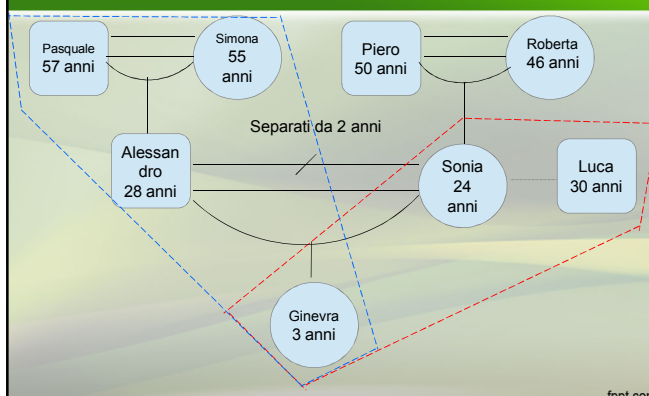 Pasquale
57 anni
Simona
55
anni
Piero
50 anni
Roberta
46 anni
Separati da 2 anni
Alessan
dro
28 anni
Sonia
24
anni
Luca
30 anni
Ginevra
3 anni